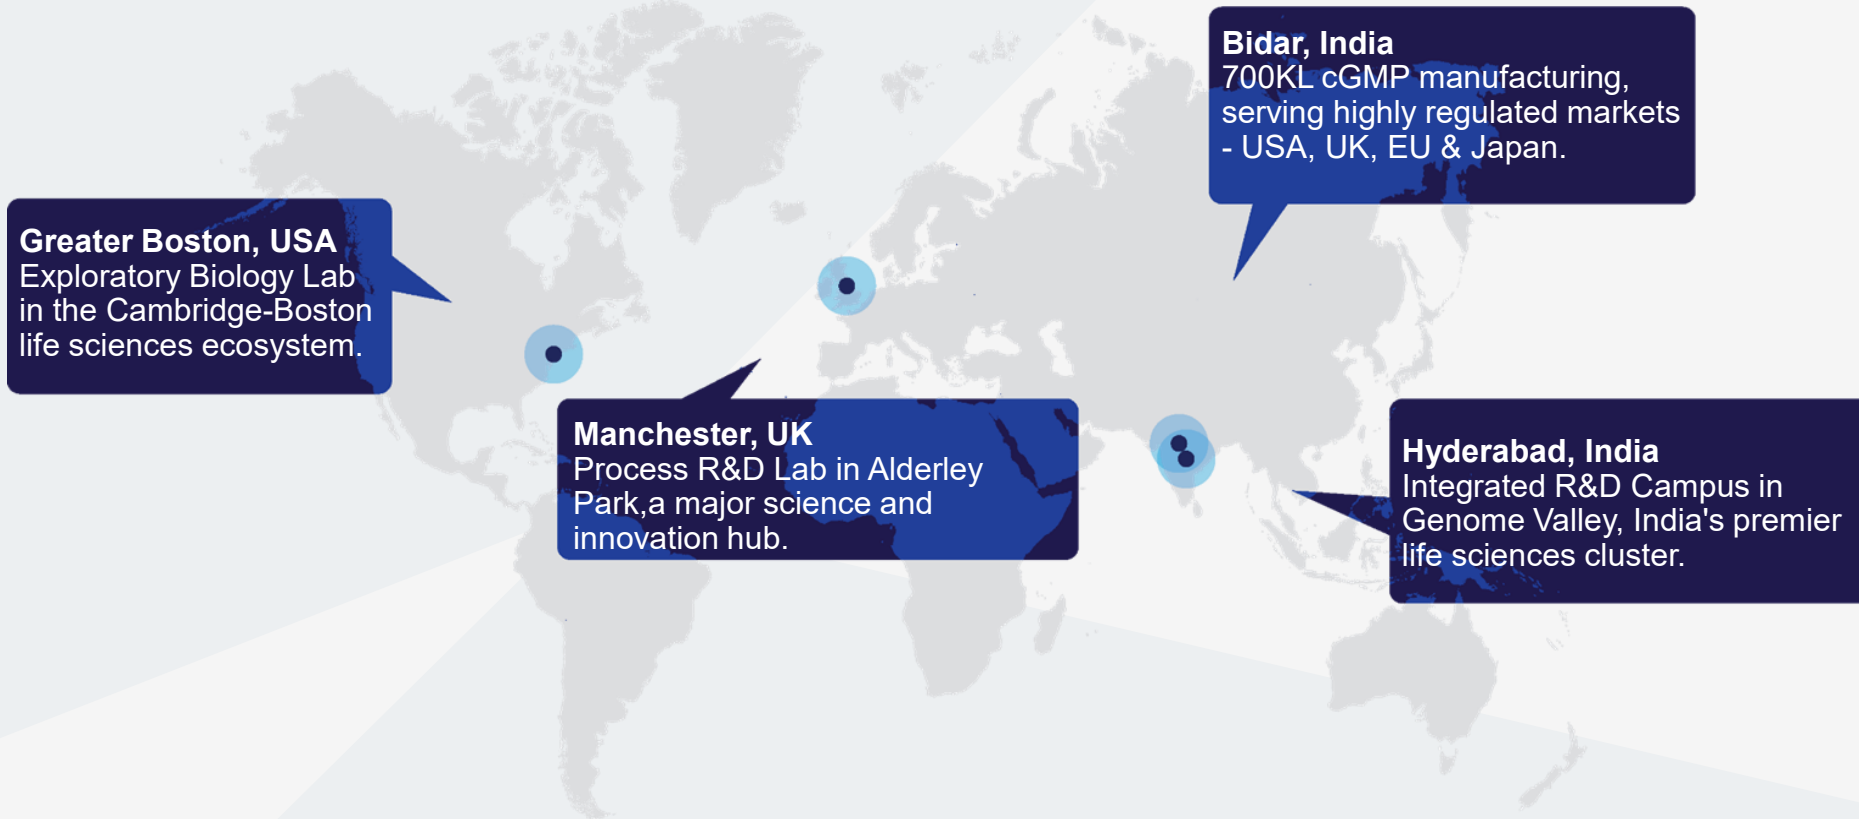 Bidar, India
700KL cGMP manufacturing,
serving highly regulated markets
- USA, UK, EU & Japan.
Greater Boston, USA
Exploratory Biology Lab
in the Cambridge-Boston
life sciences ecosystem.
Manchester, UK
Process R&D Lab in Alderley
Park,a major science and
innovation hub.
Hyderabad, India
Integrated R&D Campus in
Genome Valley, India's premier
life sciences cluster.